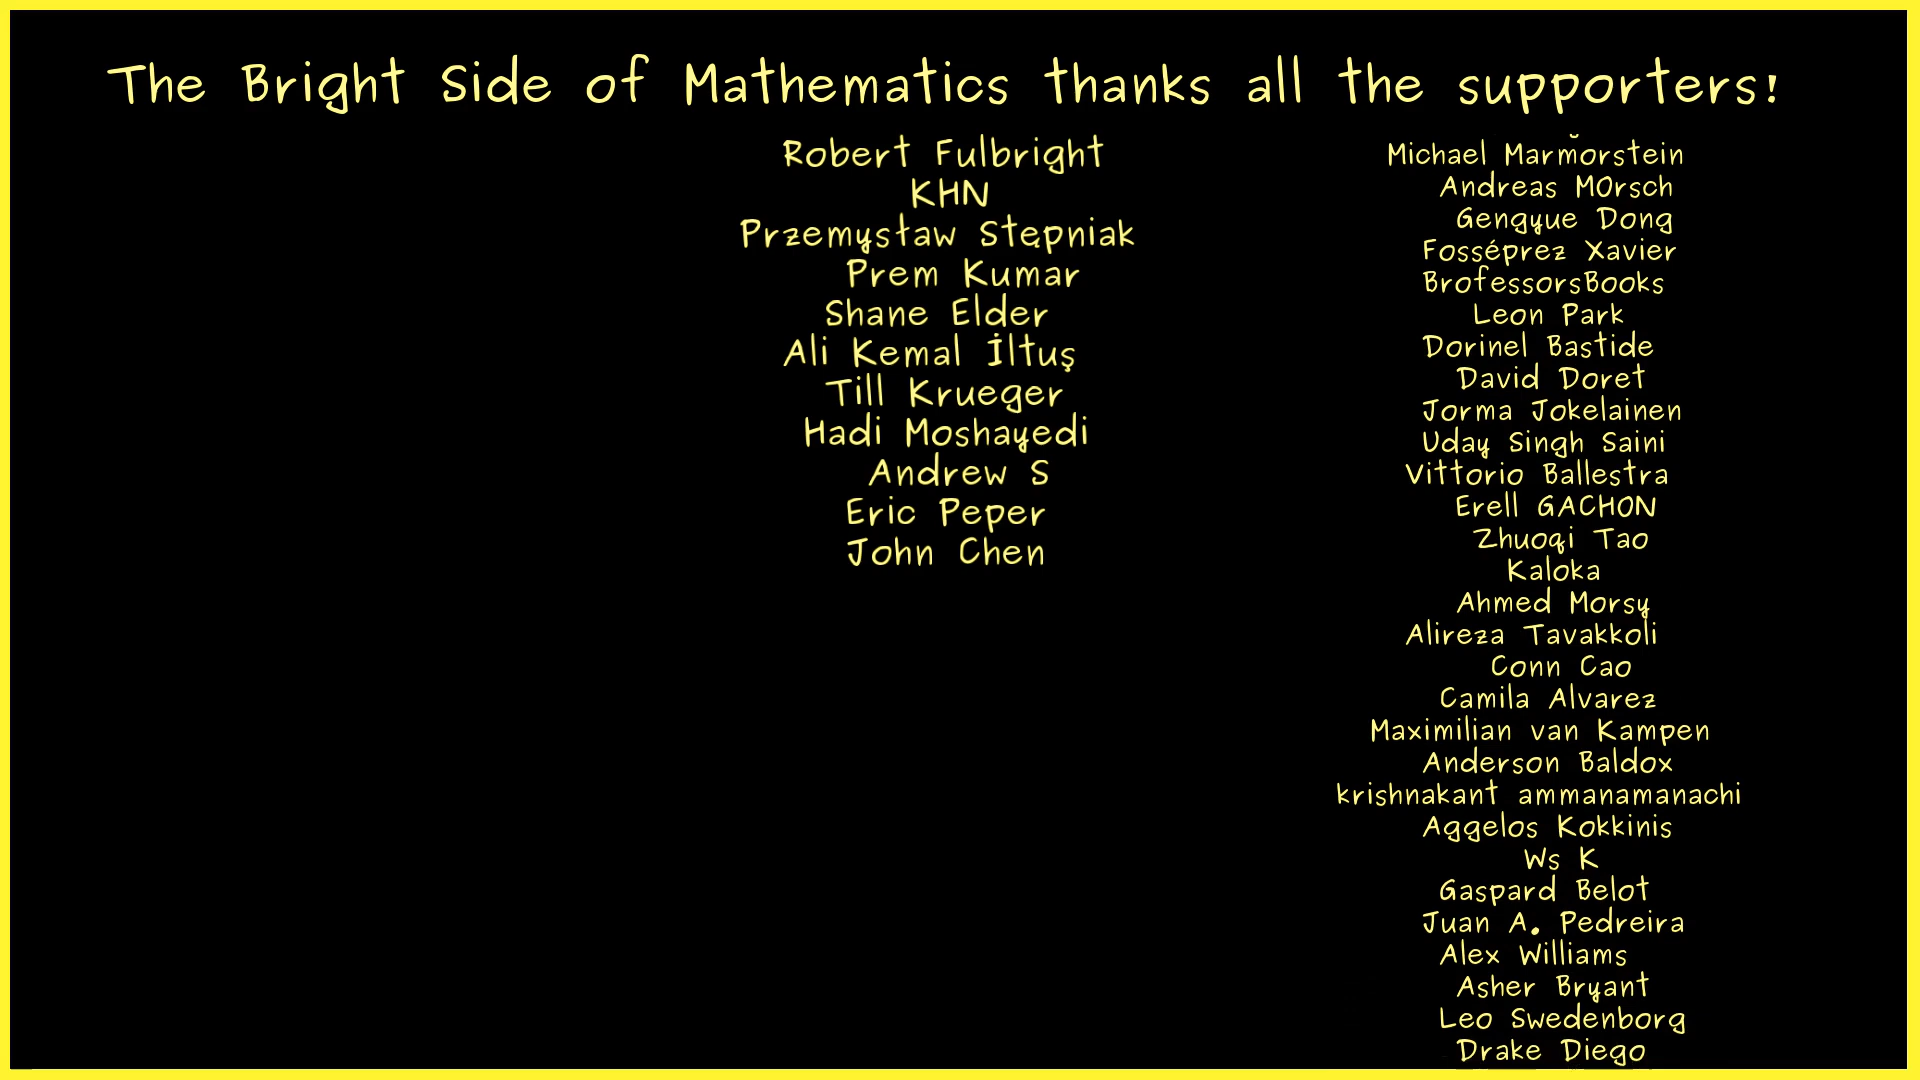 The Bright Side of Mathematics thanks all the supporters!
Robert Fulbright
KHN
Przemysław Stępniak
Prem Kumar
Shane Elder
Ali Kemal İltuş
Till Krueger
Hadi Moshayedi
Andrew S
Eric Peper
John Chen
Michael Marmorstein
Andreas MOrsch
Gengyue Dong
Fosséprez Xavier
BrofessorsBooks
Leon Park
Dorinel Bastide
David Doret
Jorma Jokelainen
Uday Singh Saini
Vittorio Ballestra
Erell GACHON
Zhuoqi Tao
Kaloka
Ahmed Morsy
Alireza Tavakkoli
Conn Cao
Camila Alvarez
Maximilian van Kampen
Anderson Baldox
krishnakant ammanamanachi
Aggelos Kokkinis
Ws K
Gaspard Belot
Juan A. Pedreira
Alex Williams
Asher Bryant
Leo Swedenborg
Drake Diego